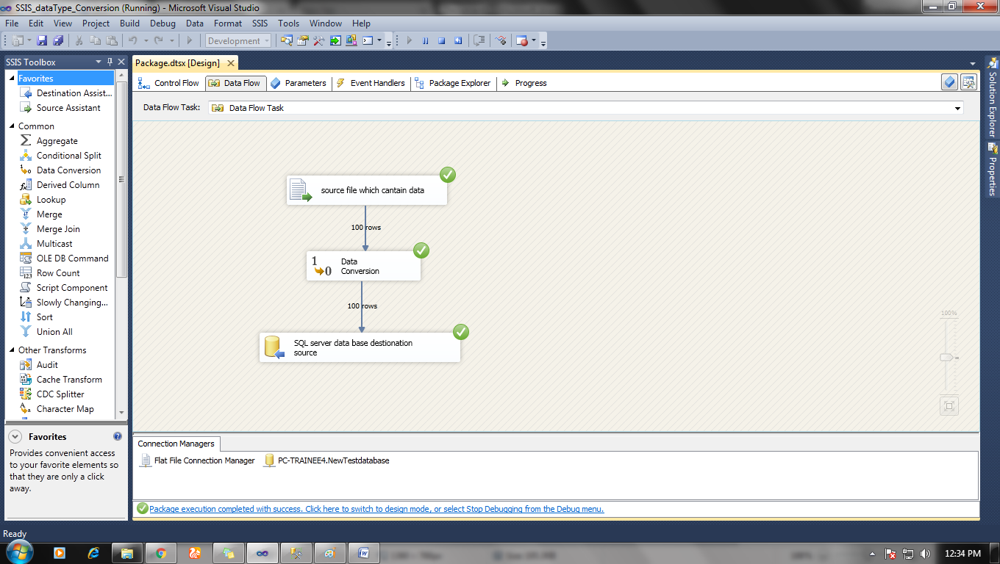 SSIS_dataType_Conversion (Running) - Microsoft Visual Studio
File Edit View Project Build Debug Data Format SSIS Tools Window Help
Development
SSIS Toolbox
Package.dtsx [Design]
Favorites
Destination Assist...
Source Assistant
Common
Aggregate
Conditional Split
Data Conversion
Derived Column
Lookup
Merge
Merge Join
Multicast
OLE DB Command
Row Count
Script Component
Slowly Changing...
Sort
Union All
Other Transforms
Audit
Cache Transform
CDC Splitter
Character Map
Favorites
Provides convenient access
to your favorite elements so
that they are only a click
away.
Control Flow Data Flow Parameters Event Handlers Package Explorer Progress
Data Flow Task: Data Flow Task
source file which cantain data
100 rows
1
0
Data
Conversion
100 rows
SQL server data base destionation
source
100%
Connection Managers
Flat File Connection Manager PC-TRAINEE4.NewTestdatabase
Package execution completed with success. Click here to switch to design mode, or select Stop Debugging from the Debug menu.
Solution Explorer
Properties
Ready
12:34 PM